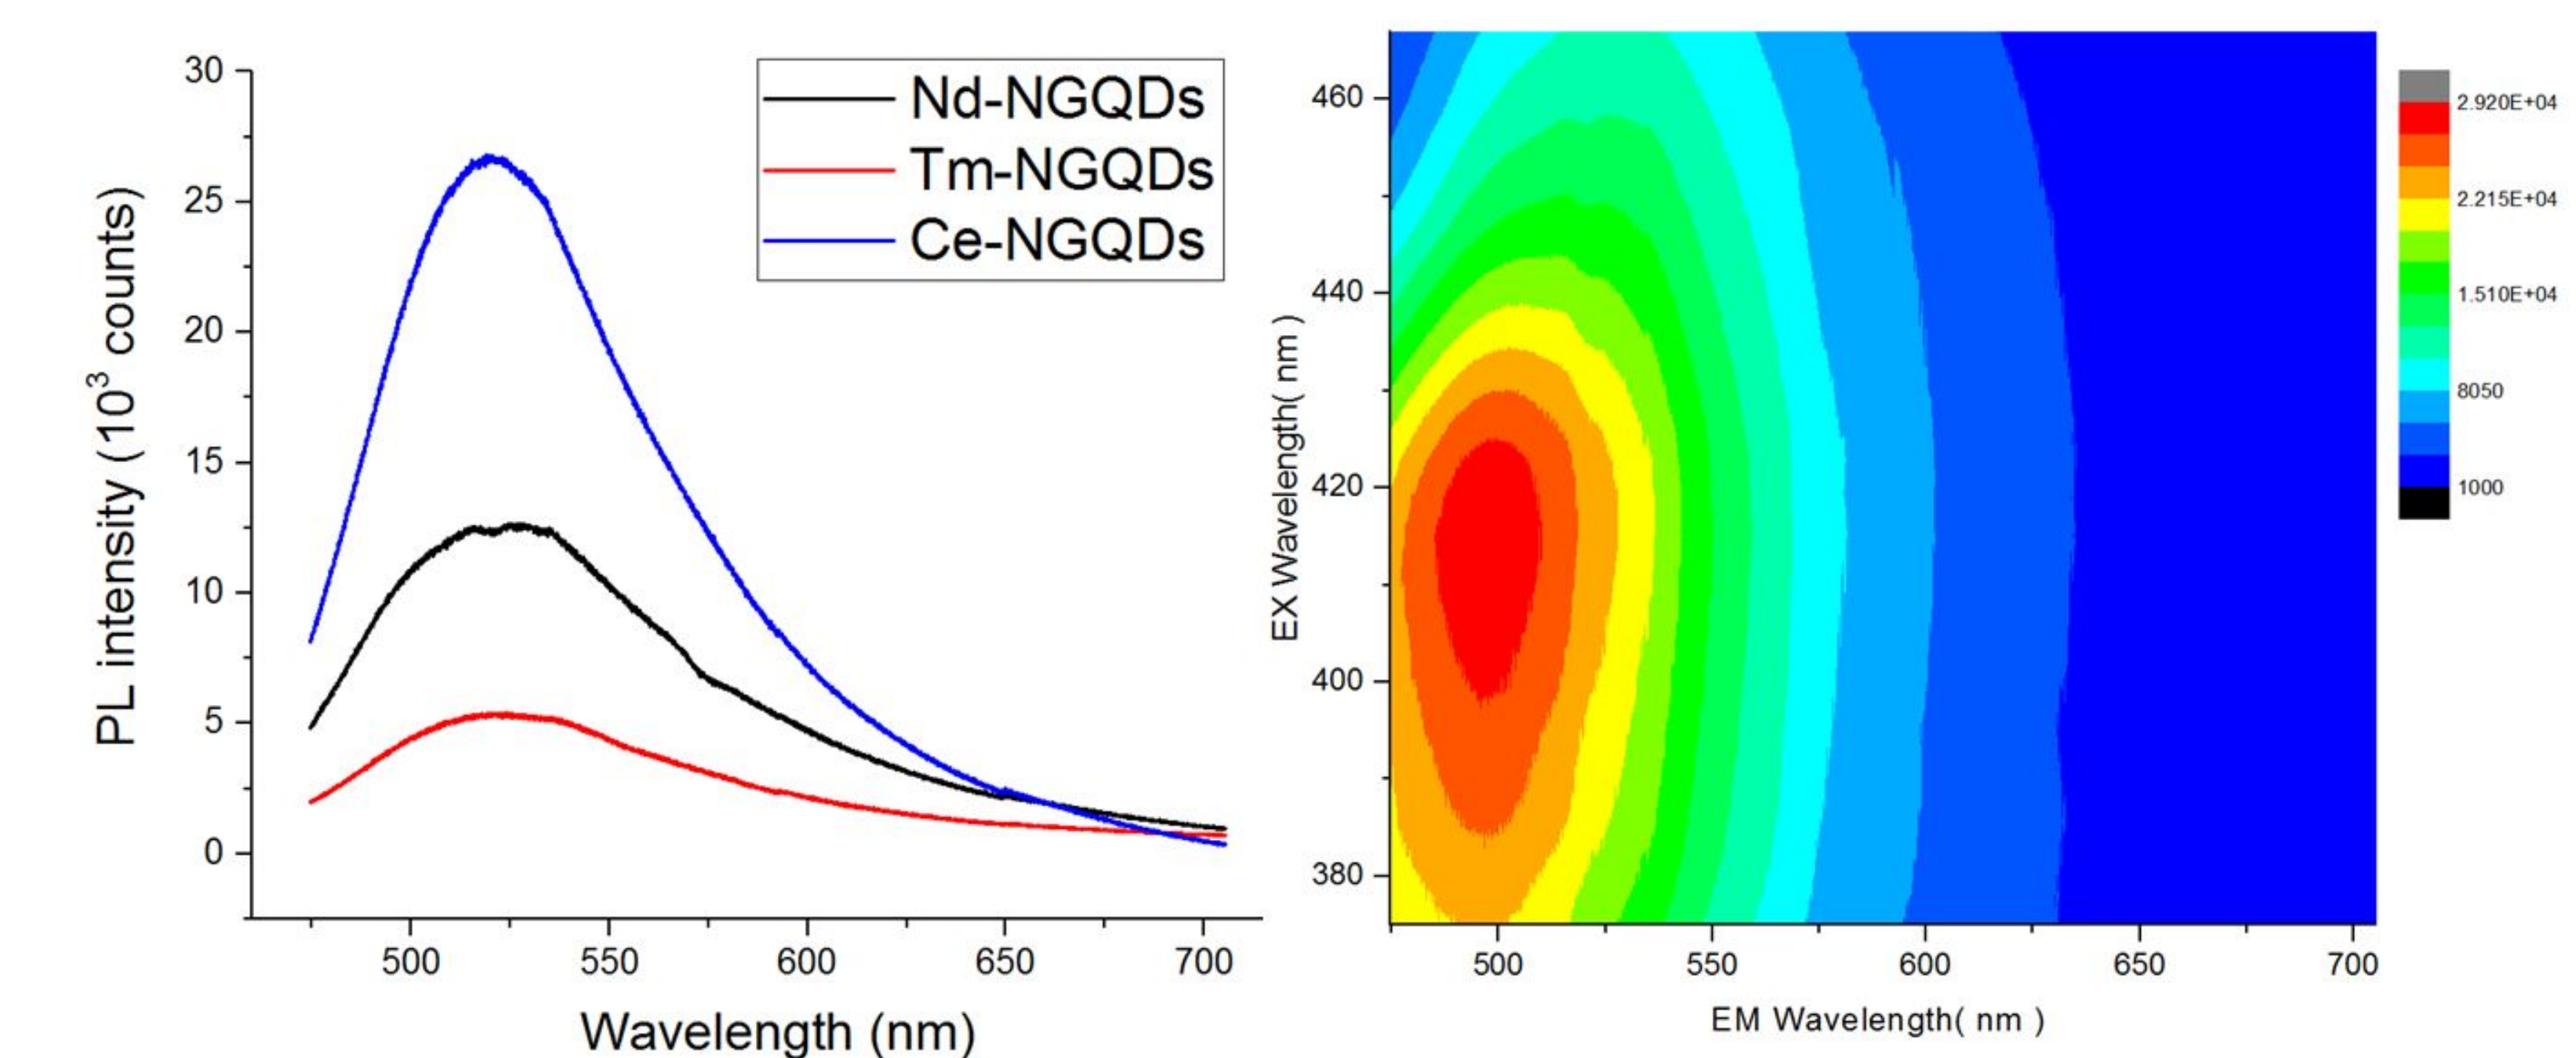 30
25
20
15
10
5
0
PL intensity (10³ counts)
Nd-NGQDs
Tm-NGQDs
Ce-NGQDs
500 550 600 650 700
Wavelength (nm)
460
440
420
400
380
EX Wavelength( nm )
500 550 600 650 700
EM Wavelength( nm )
2.920E+04
2.215E+04
1.510E+04
8050
1000